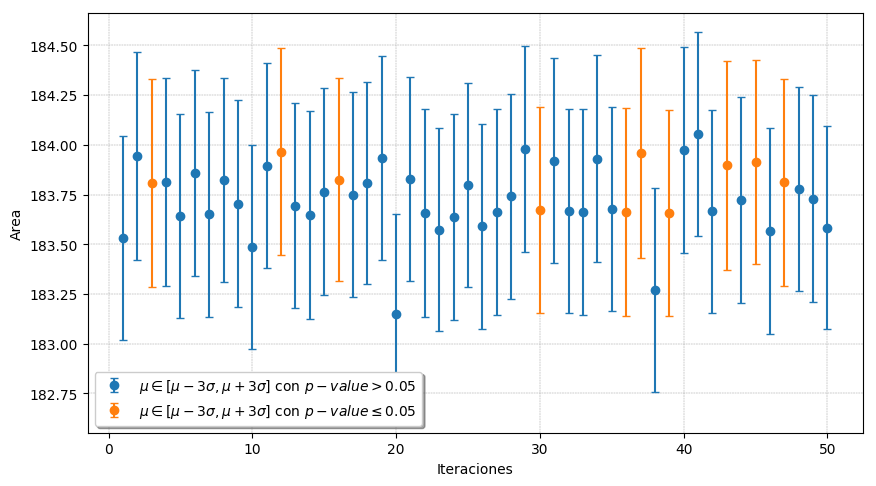 184.50
184.25
184.00
183.75
183.50
183.25
183.00
182.75
Area
μ ∈ [μ − 3σ, μ + 3σ] con p − value > 0.05
μ ∈ [μ − 3σ, μ + 3σ] con p − value ≤ 0.05
0 10 20 30 40 50
Iteraciones